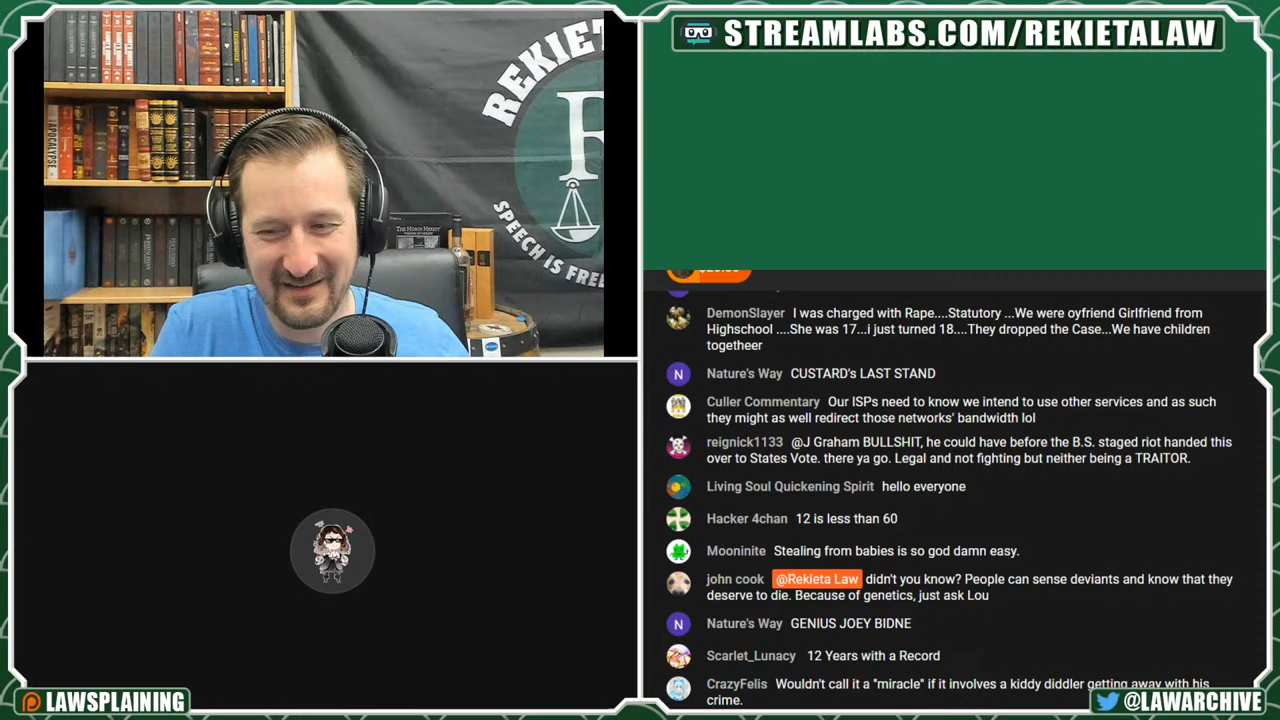 STREAMLABS.COM/REKIETALAW
REKIET
R
SPEECH IS FREE
APOCALYPSE
THE HORUS HERESY
DemonSlayer I was charged with Rape....Statutory ...We were oyfriend Girlfriend from
Highschool ....She was 17...i just turned 18....They dropped the Case...We have children
togetheer
N Nature's Way CUSTARD's LAST STAND
Culler Commentary Our ISPs need to know we intend to use other services and as such
they might as well redirect those networks' bandwidth lol
reignick1133 @J Graham BULLSHIT, he could have before the B.S. staged riot handed this
over to States Vote. there ya go. Legal and not fighting but neither being a TRAITOR.
Living Soul Quickening Spirit hello everyone
Hacker 4chan 12 is less than 60
Mooninite Stealing from babies is so god damn easy.
john cook @Rekieta Law didn't you know? People can sense deviants and know that they
deserve to die. Because of genetics, just ask Lou
N Nature's Way GENIUS JOEY BIDNE
Scarlet_Lunacy 12 Years with a Record
CrazyFelis Wouldn't call it a "miracle" if it involves a kiddy diddler getting away with his
crime.
LAWSPLAINING
@LAWARCHIVE